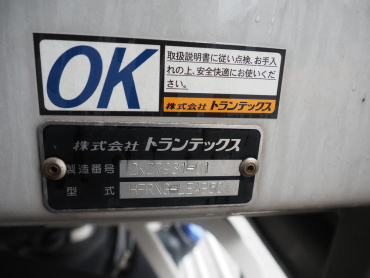 OK
取扱説明書に従い点検、お手入
れの上、安全快適にお使いくだ
さい。
株式会社 トランテックス
株式会社 トランテックス
製造番号
型 式